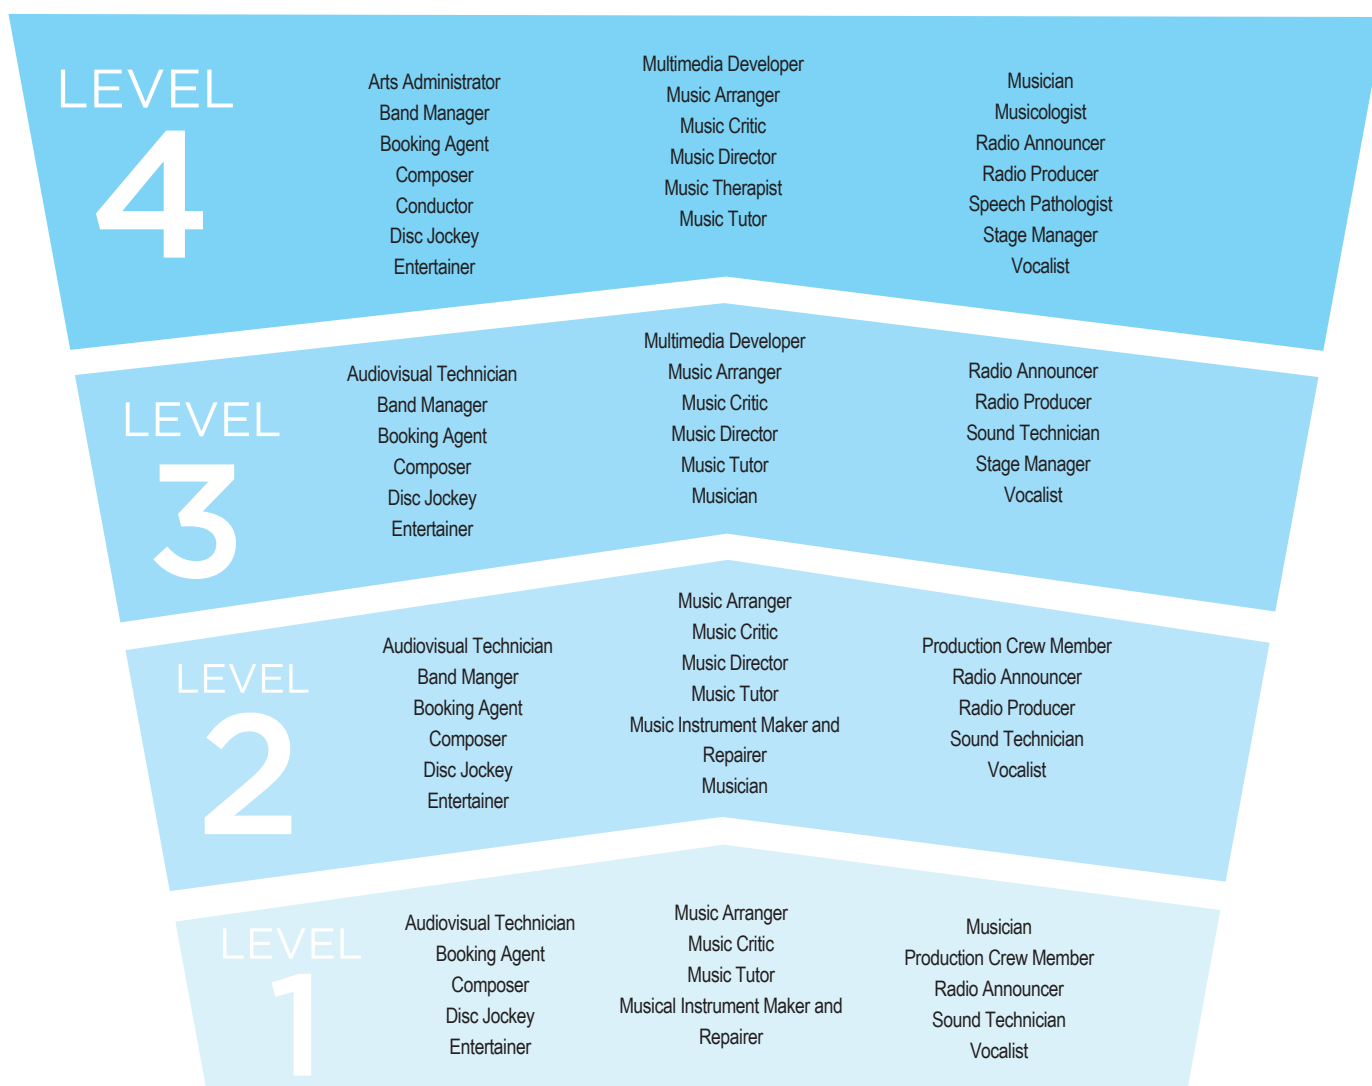 LEVEL
4
Arts Administrator
Band Manager
Booking Agent
Composer
Conductor
Disc Jockey
Entertainer
Multimedia Developer
Music Arranger
Music Critic
Music Director
Music Therapist
Music Tutor
Musician
Musicologist
Radio Announcer
Radio Producer
Speech Pathologist
Stage Manager
Vocalist
LEVEL
3
Audiovisual Technician
Band Manager
Booking Agent
Composer
Disc Jockey
Entertainer
Multimedia Developer
Music Arranger
Music Critic
Music Director
Music Tutor
Musician
Radio Announcer
Radio Producer
Sound Technician
Stage Manager
Vocalist
LEVEL
2
Audiovisual Technician
Band Manger
Booking Agent
Composer
Disc Jockey
Entertainer
Music Arranger
Music Critic
Music Director
Music Tutor
Music Instrument Maker and
Repairer
Musician
Production Crew Member
Radio Announcer
Radio Producer
Sound Technician
Vocalist
LEVEL
1
Audiovisual Technician
Booking Agent
Composer
Disc Jockey
Entertainer
Music Arranger
Music Critic
Music Tutor
Musical Instrument Maker and
Repairer
Musician
Production Crew Member
Radio Announcer
Sound Technician
Vocalist